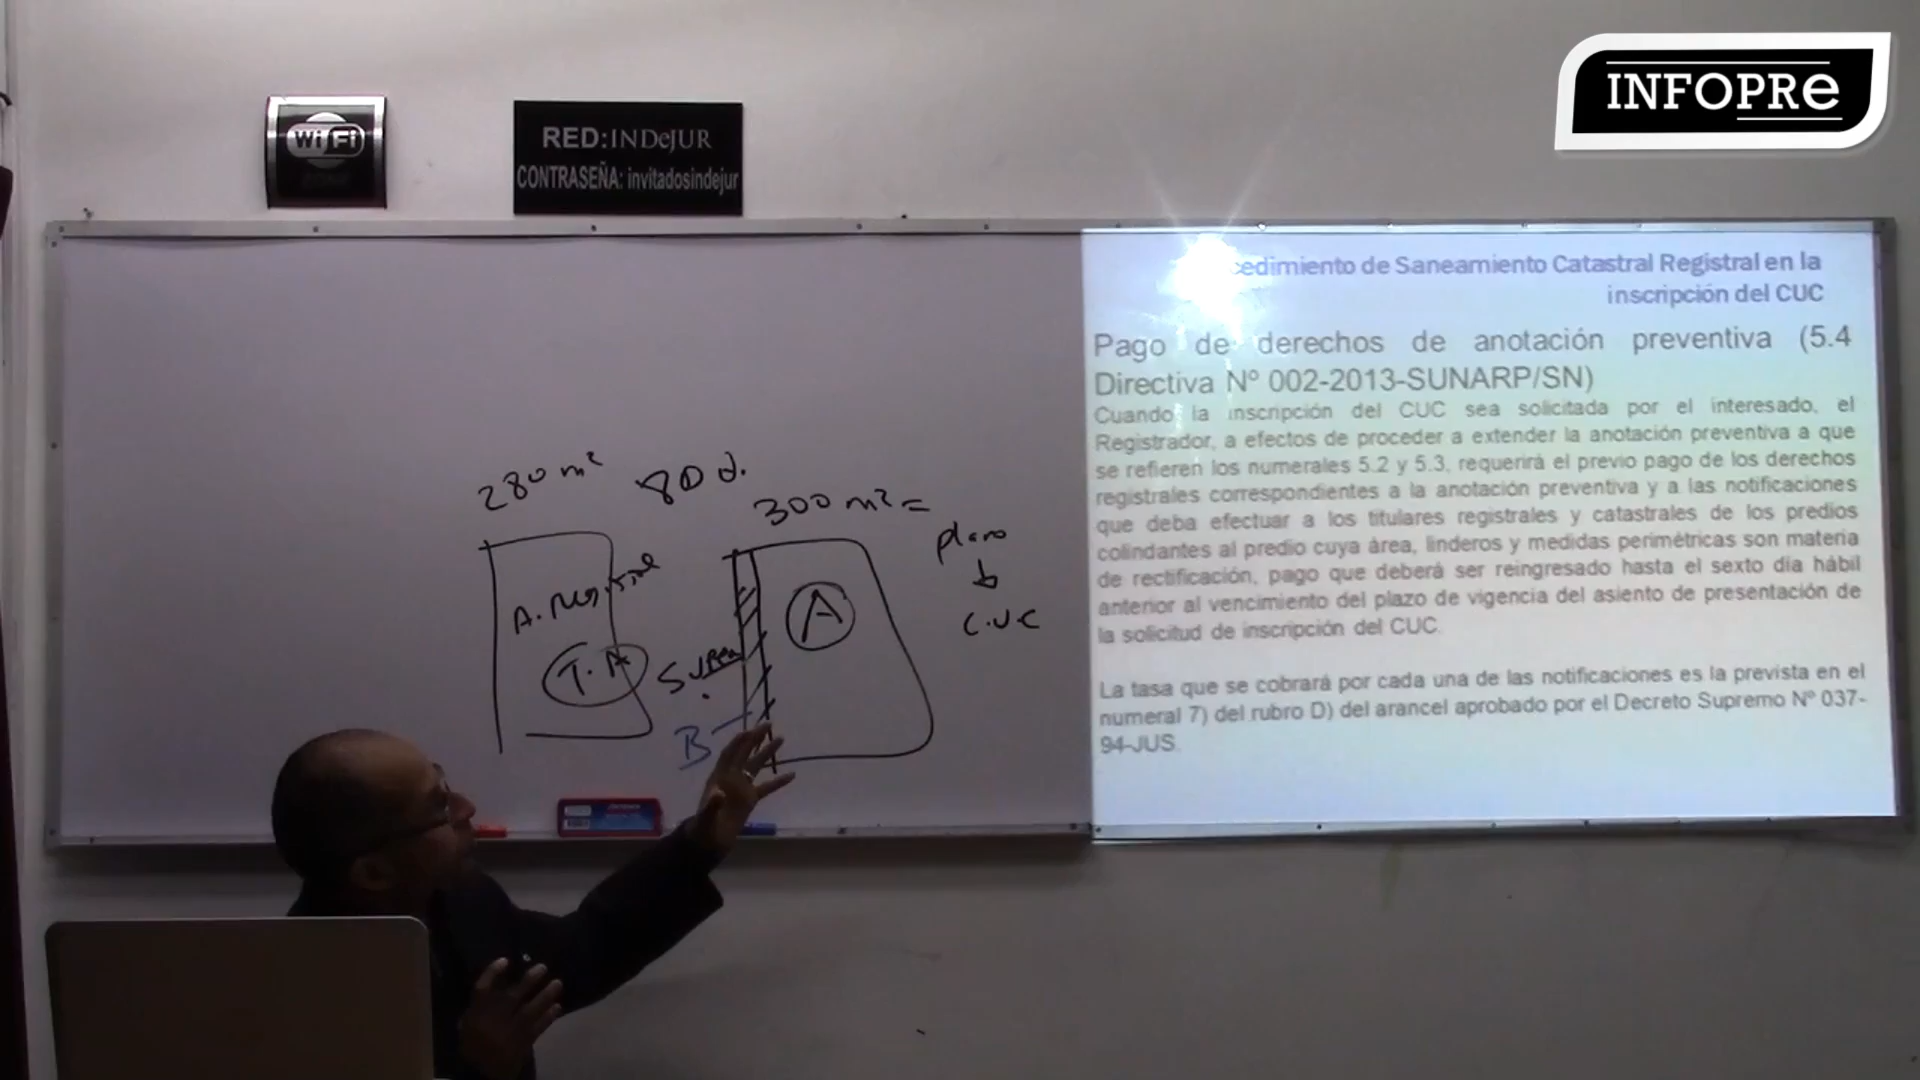 INFOPRe
WiFi
ZONE
RED:INDeJUR
CONTRASEÑA: invitadosindejur
edimiento de Saneamiento Catastral Registral en la
inscripción del CUC
Pago de derechos de anotación preventiva (5.4
Directiva Nº 002-2013-SUNARP/SN)
Cuando la inscripción del CUC sea solicitada por el interesado, el
Registrador, a efectos de proceder a extender la anotación preventiva a que
se refieren los numerales 5.2 y 5.3, requerirá el previo pago de los derechos
registrales correspondientes a la anotación preventiva y a las notificaciones
que deba efectuar a los titulares registrales y catastrales de los predios
colindantes al predio cuya área, linderos y medidas perimétricas son materia
de rectificación, pago que deberá ser reingresado hasta el sexto día hábil
anterior al vencimiento del plazo de vigencia del asiento de presentación de
la solicitud de inscripción del CUC.
La tasa que se cobrará por cada una de las notificaciones es la prevista en el
numeral 7) del rubro D) del arancel aprobado por el Decreto Supremo Nº 037-
94-JUS.
280 m²
80 d.
300 m² =
plano
C.U.C
A. Registral
T.A
A
B